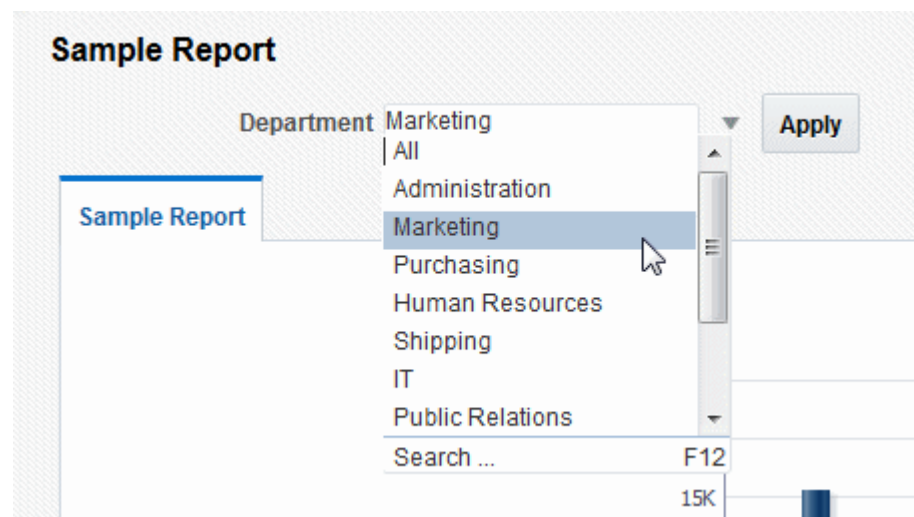 Sample Report
Department Marketing Apply
All
Administration
Sample Report
Marketing
Purchasing
Human Resources
Shipping
IT
Public Relations
Search ... F12
15K